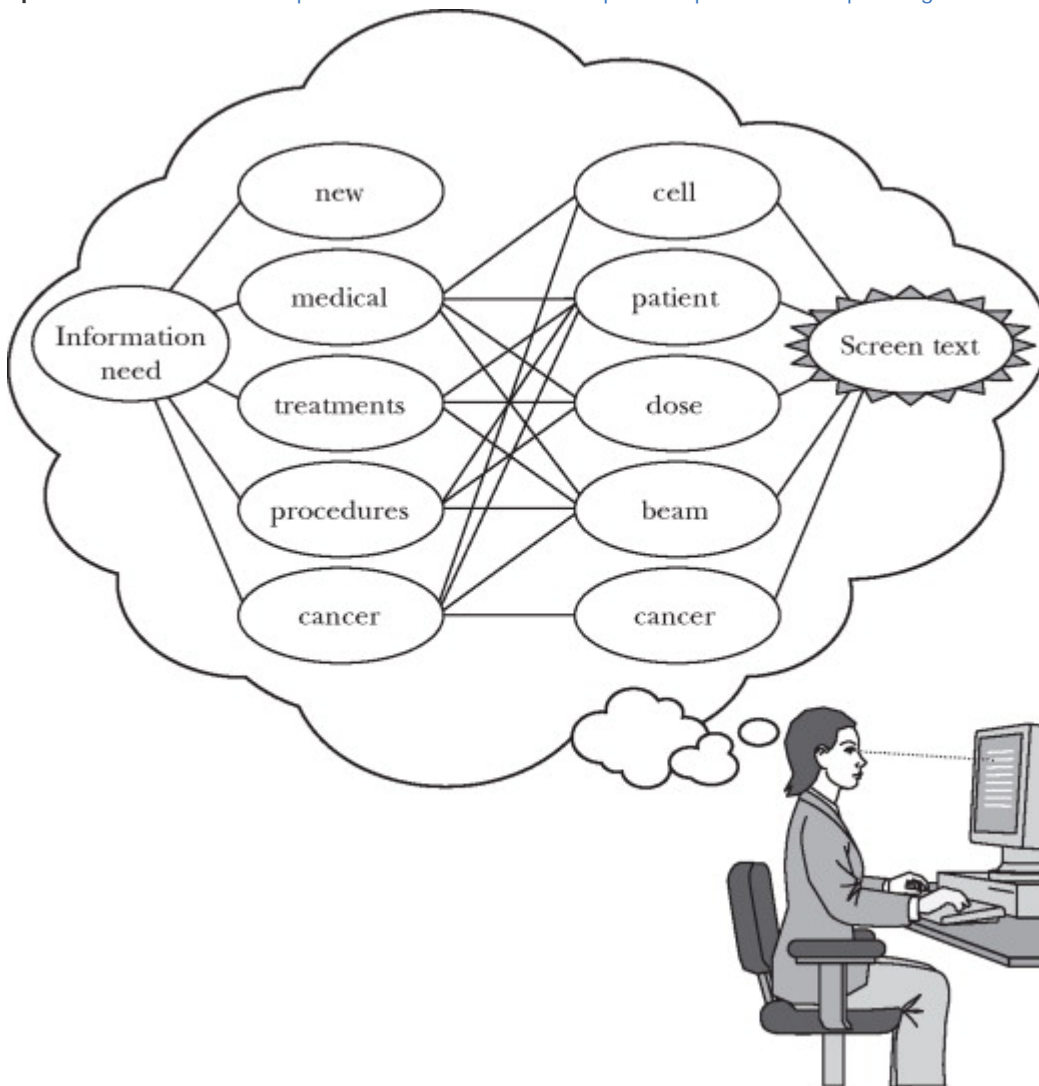 new
cell
medical
patient
Information
need
Screen text
treatments
dose
procedures
beam
cancer
cancer